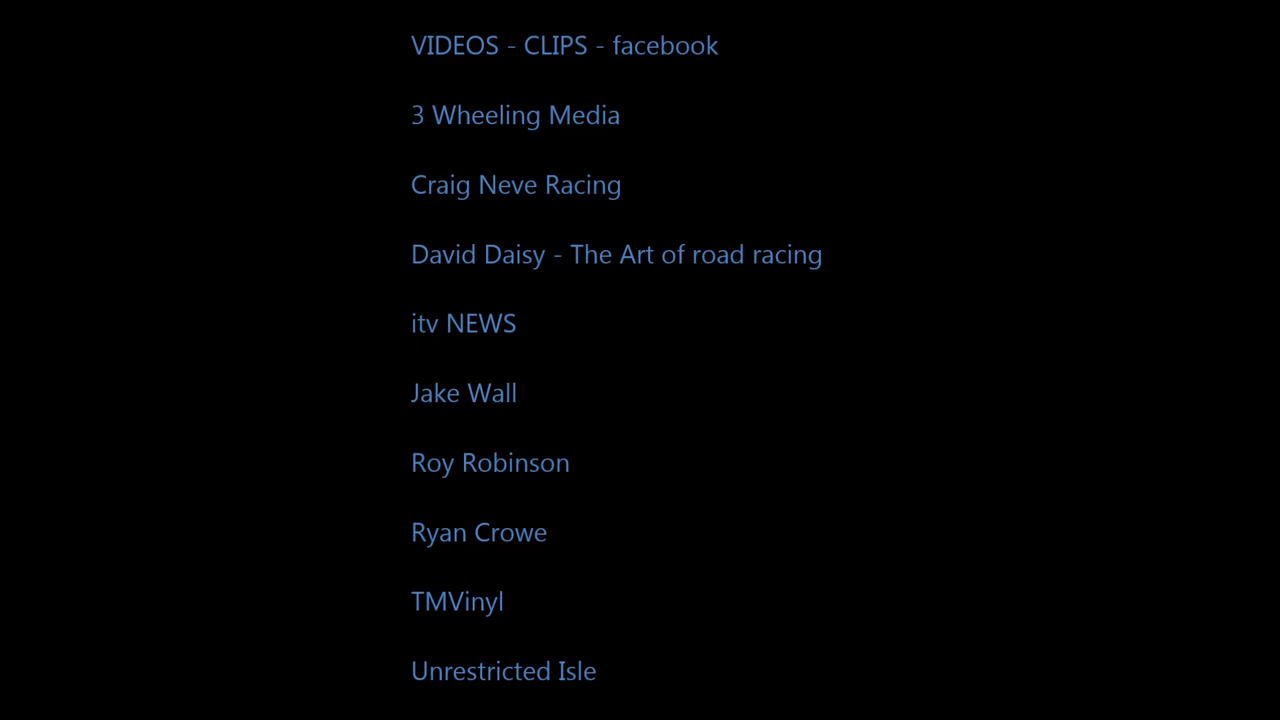 VIDEOS - CLIPS - facebook
3 Wheeling Media
Craig Neve Racing
David Daisy - The Art of road racing
itv NEWS
Jake Wall
Roy Robinson
Ryan Crowe
TMVinyl
Unrestricted Isle